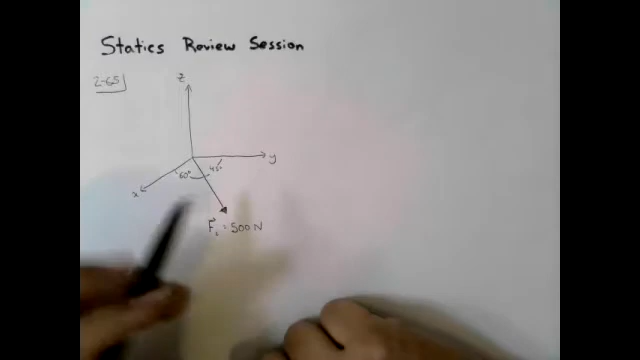 Statics Review Session
2-65
z
y
45°
60°
x
F₁ = 500 N